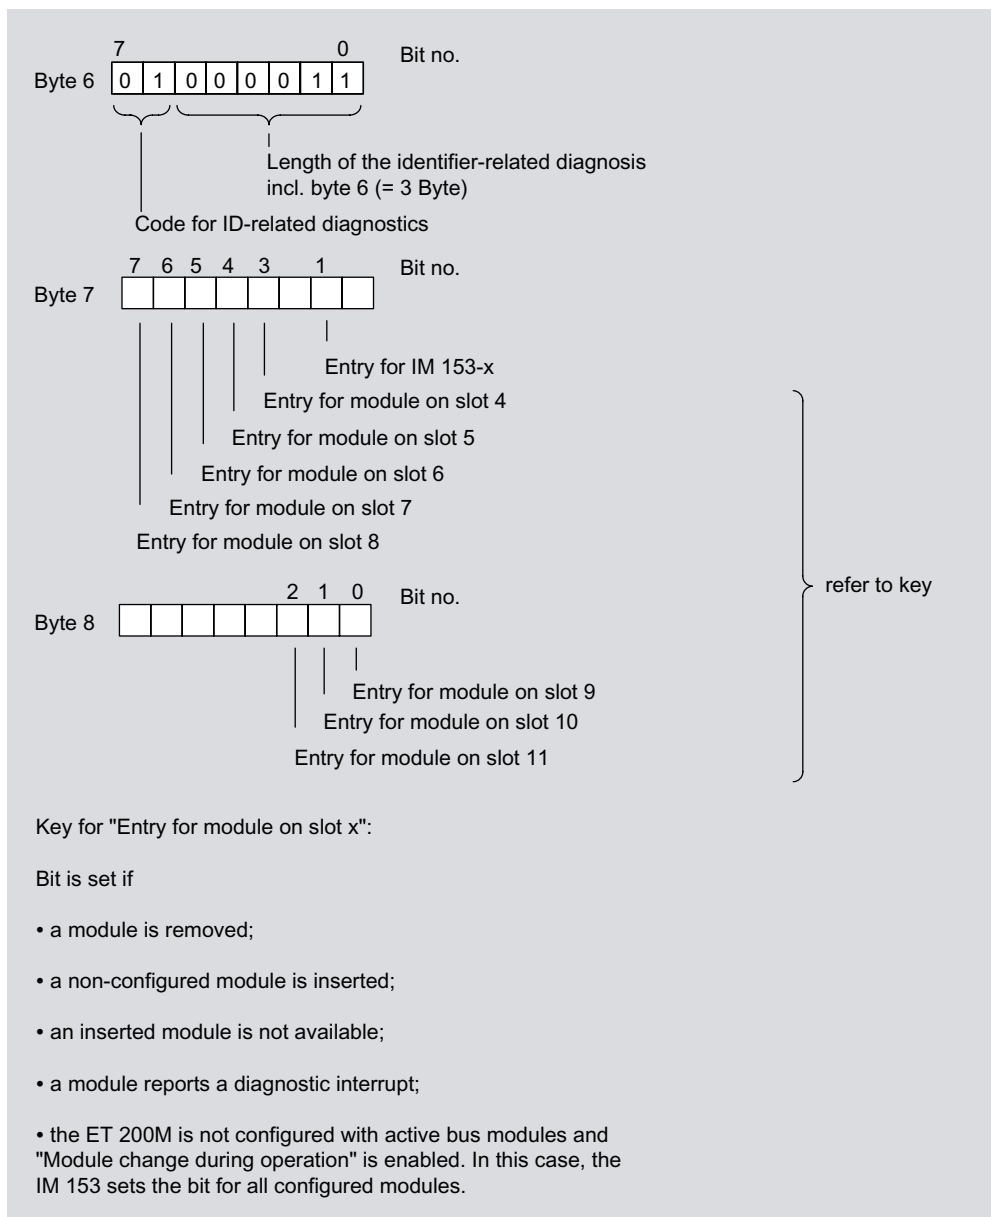 7 0 Bit no.
Byte 6 0 1 0 0 0 0 1 1
Length of the identifier-related diagnosis
incl. byte 6 (= 3 Byte)
Code for ID-related diagnostics
7 6 5 4 3 1 Bit no.
Byte 7
Entry for IM 153-x
Entry for module on slot 4
Entry for module on slot 5
Entry for module on slot 6
Entry for module on slot 7
Entry for module on slot 8
refer to key
2 1 0 Bit no.
Byte 8
Entry for module on slot 9
Entry for module on slot 10
Entry for module on slot 11
Key for "Entry for module on slot x":
Bit is set if
• a module is removed;
• a non-configured module is inserted;
• an inserted module is not available;
• a module reports a diagnostic interrupt;
• the ET 200M is not configured with active bus modules and
"Module change during operation" is enabled. In this case, the
IM 153 sets the bit for all configured modules.